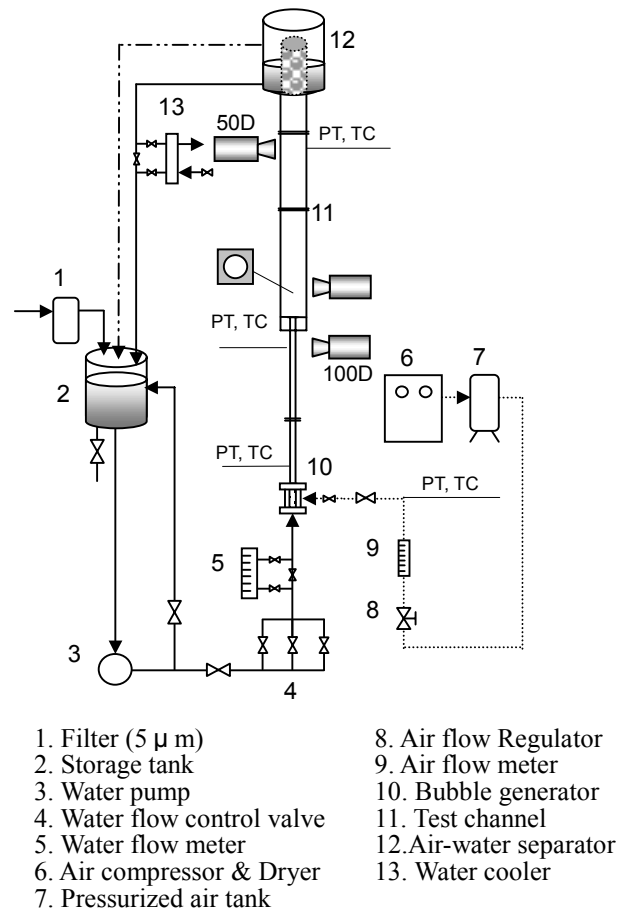 12
13
50D
PT, TC
11
1
PT, TC
100D
6
7
2
PT, TC
10
PT, TC
5
9
8
3
4
1. Filter (5 μ m)
2. Storage tank
3. Water pump
4. Water flow control valve
5. Water flow meter
6. Air compressor & Dryer
7. Pressurized air tank
8. Air flow Regulator
9. Air flow meter
10. Bubble generator
11. Test channel
12.Air-water separator
13. Water cooler